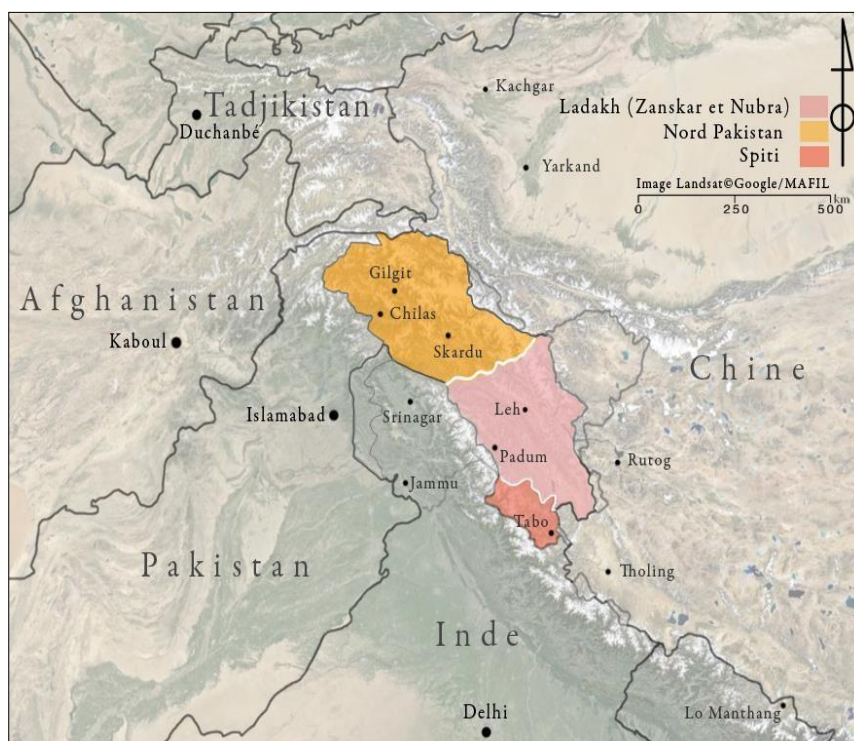 Kachgar
Tadjikistan
Duchanbé
Ladakh (Zanskar et Nubra)
Nord Pakistan
Spiti
Yarkand
Image Landsat©Google/MAFIL
0 250 500 km
Gilgit
Afghanistan
Chilas
Kaboul
Skardu
Chine
Leh
Srinagar
Islamabad
Padum
Rutog
Jammu
Tabo
Pakistan
Tholing
Inde
Delhi
Lo Manthang